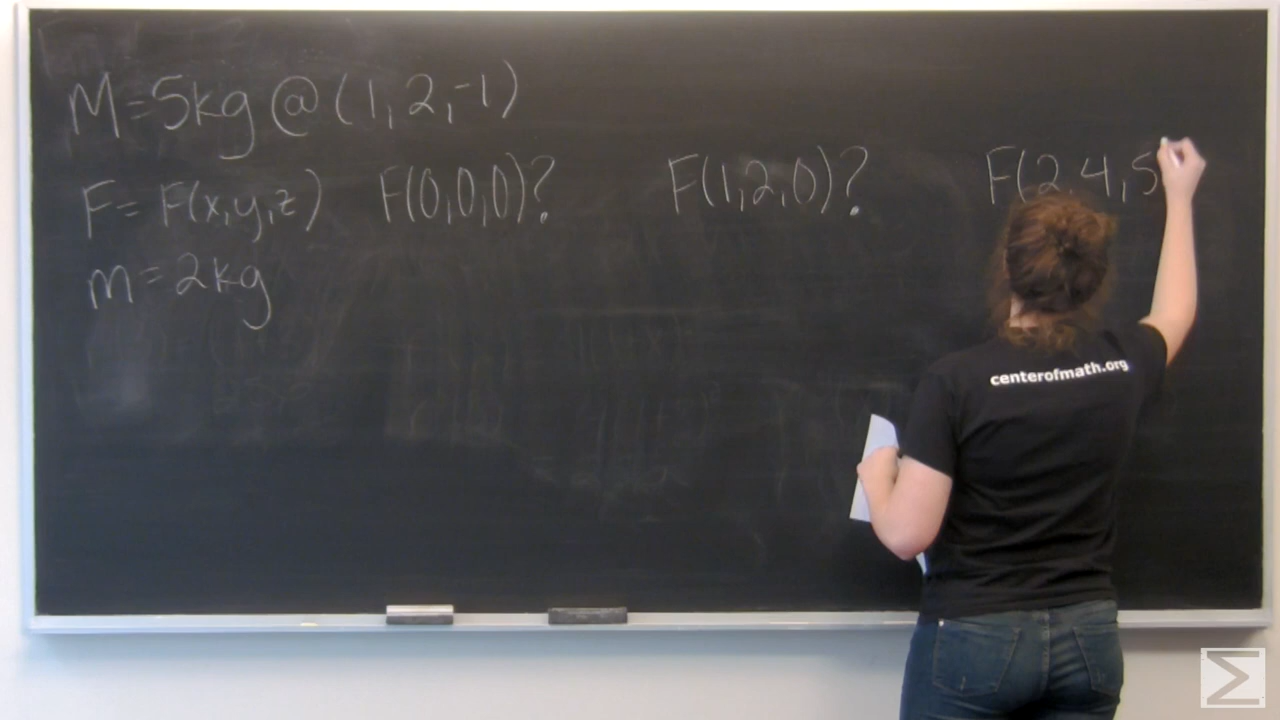 M=5kg @ (1, 2, -1)
F= F(x,y,z) F(0,0,0)? F(1,2,0)? F(2,4,5
m=2kg
centerofmath.org
Σ